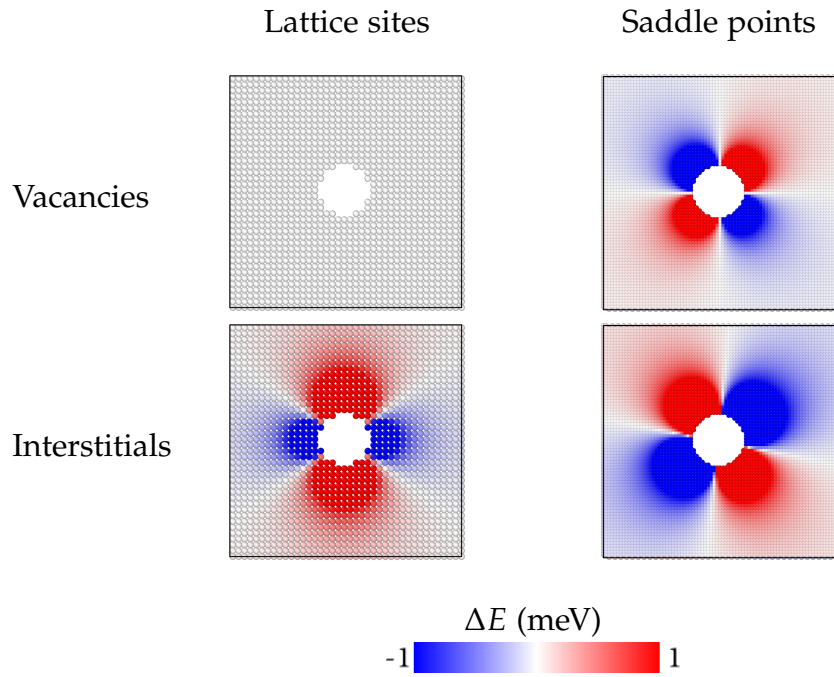 Lattice sites
Saddle points
Vacancies
Interstitials
ΔE (meV)
-1
1